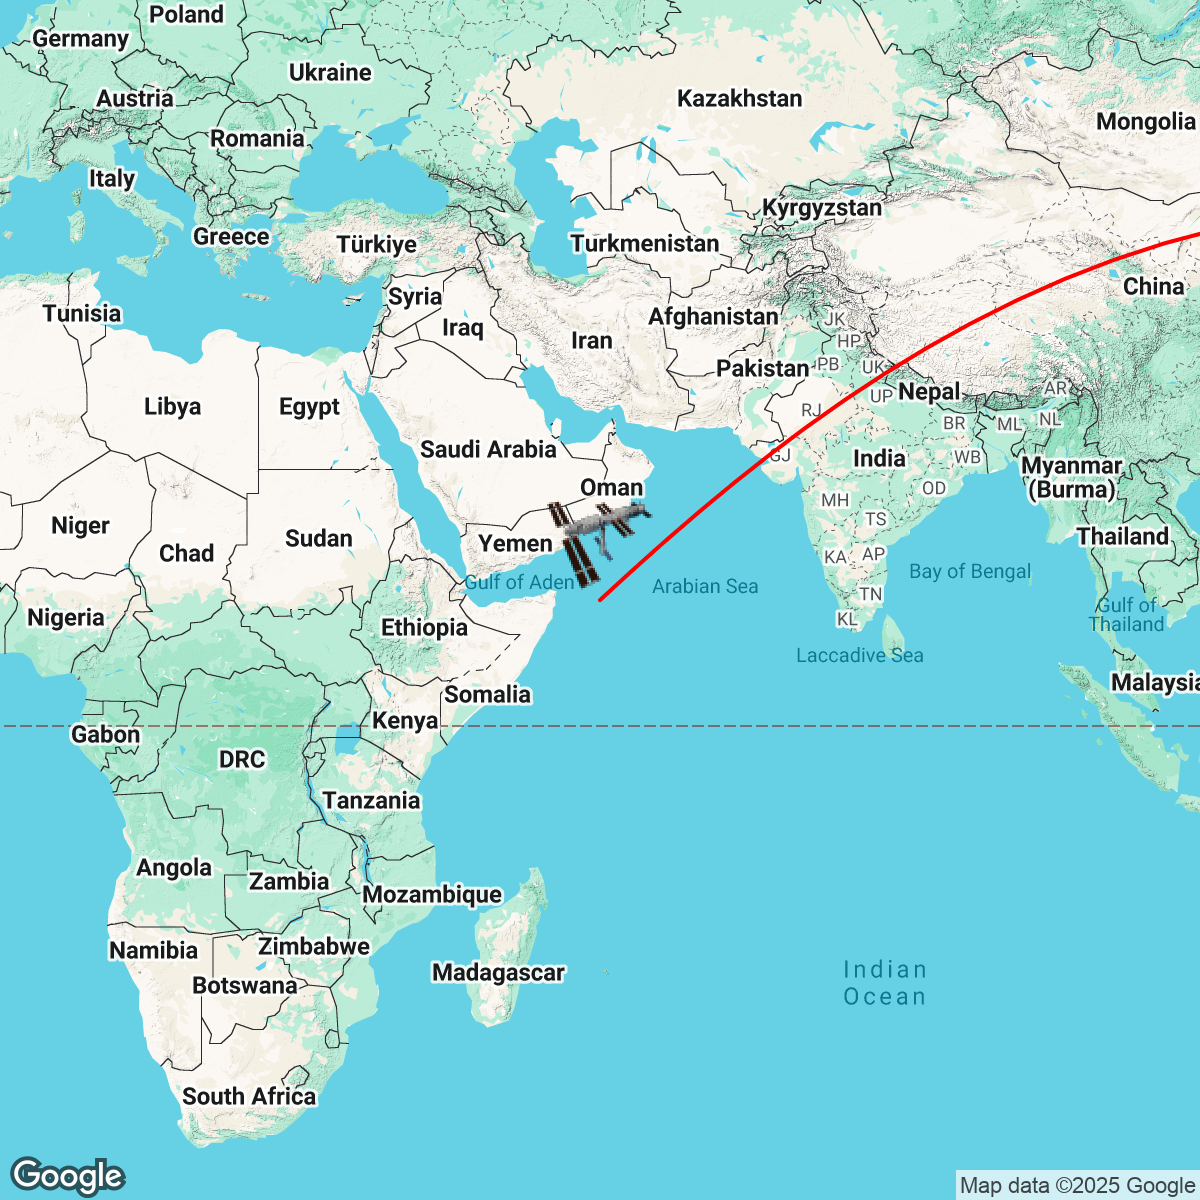 Poland
Germany
Ukraine
Kazakhstan
Austria
Mongolia
Romania
Italy
Kyrgyzstan
Greece
Türkiye
Turkmenistan
Syria
China
Tunisia
Iraq
Afghanistan
JK
Iran
HP
Pakistan
PB
UK
Nepal
AR
Libya
Egypt
RJ
UP
NL
BR
ML
Saudi Arabia
GJ
India
WB
Myanmar
(Burma)
Oman
OD
MH
Niger
TS
Sudan
Yemen
Thailand
Chad
KA
AP
Gulf of Aden
Arabian Sea
Bay of Bengal
TN
Gulf of
Thailand
Nigeria
Ethiopia
KL
Laccadive Sea
Somalia
Malaysia
Kenya
Gabon
DRC
Tanzania
Angola
Zambia
Mozambique
Namibia
Zimbabwe
Madagascar
Indian
Ocean
Botswana
South Africa
Google
Map data ©2025 Google